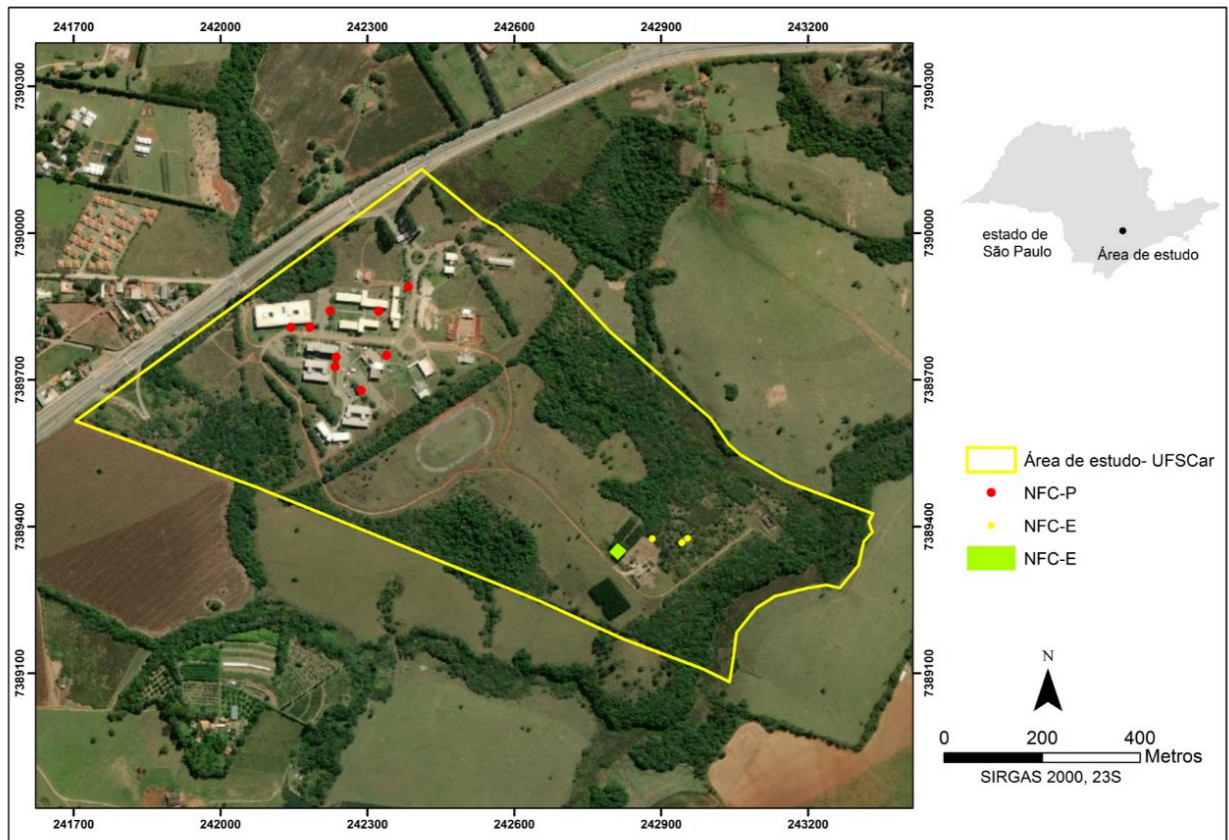 241700 242000 242300 242600 242900 243200
7390300
7390300
7390000
7390000
7389700
7389700
7389400
7389400
7389100
7389100
241700 242000 242300 242600 242900 243200
estado de
São Paulo
Área de estudo
Área de estudo- UFSCar
NFC-P
NFC-E
NFC-E
N
0 200 400
Metros
SIRGAS 2000, 23S